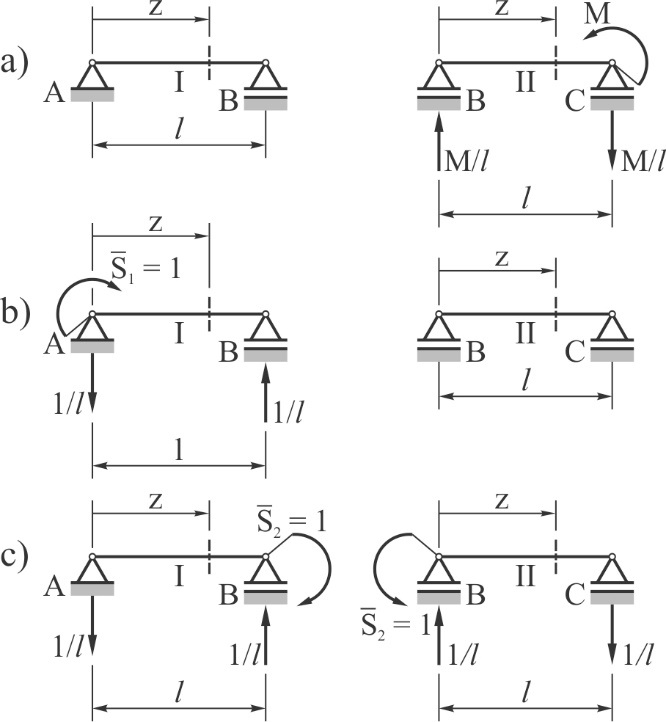 z z M
a) I II
A B B C
l M/l M/l
l
z z
S̅₁ = 1
b) I II
A B B C
1/l 1/l l
1
z z
S̅₂ = 1
c) I II
A B B C
S̅₂ = 1
1/l 1/l 1/l 1/l
l l